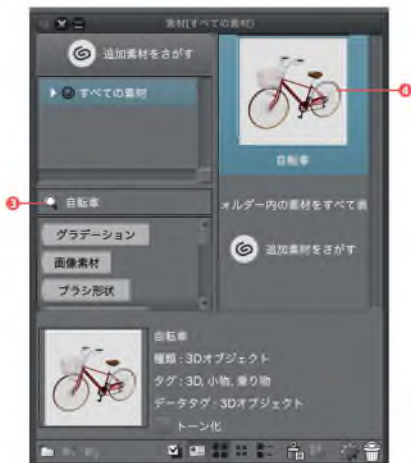 素材[すべての素材]
追加素材をさがす
すべての素材
自転車
❹
❸
自転車
オルダー内の素材をすべて表
追加素材をさがす
グラデーション
画像素材
ブラシ形状
自転車
種類 : 3Dオブジェクト
タグ : 3D, 小物, 乗り物
データタグ : 3Dオブジェクト
トーン化